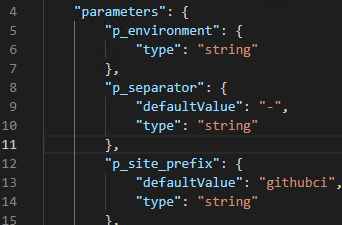 4 "parameters": {
5 "p_environment": {
6 "type": "string"
7 },
8 "p_separator": {
9 "defaultValue": "-",
10 "type": "string"
11 },
12 "p_site_prefix": {
13 "defaultValue": "githubci",
14 "type": "string"
15 },